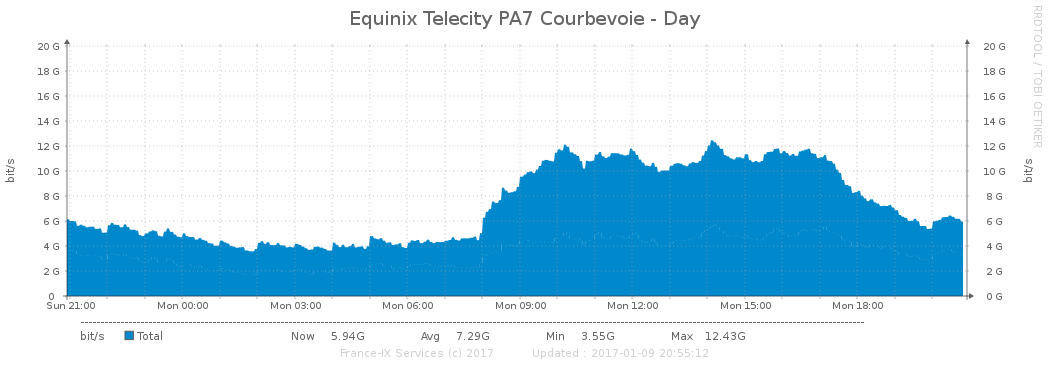 Equinix Telecity PA7 Courbevoie - Day
RRDTOOL / TOBI OETIKER
bit/s
20 G 20 G
18 G 18 G
16 G 16 G
14 G 14 G
12 G 12 G
10 G 10 G
8 G 8 G
6 G 6 G
4 G 4 G
2 G 2 G
0 0 G
bit/s
Sun 21:00 Mon 00:00 Mon 03:00 Mon 06:00 Mon 09:00 Mon 12:00 Mon 15:00 Mon 18:00
bit/s Total Now 5.94G Avg 7.29G Min 3.55G Max 12.43G
France-IX Services (c) 2017 Updated : 2017-01-09 20:55:12